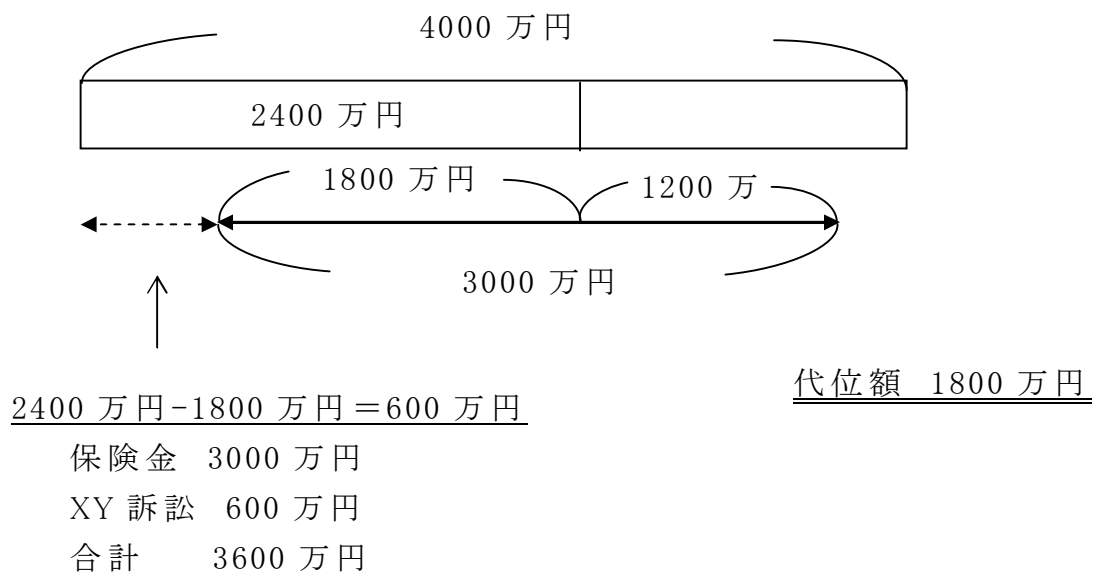 4000 万円
2400 万円
1800 万円
1200 万
3000 万円
代位額 1800 万円
2400 万円-1800 万円＝600 万円
保険金 3000 万円
XY 訴訟 600 万円
合計 3600 万円